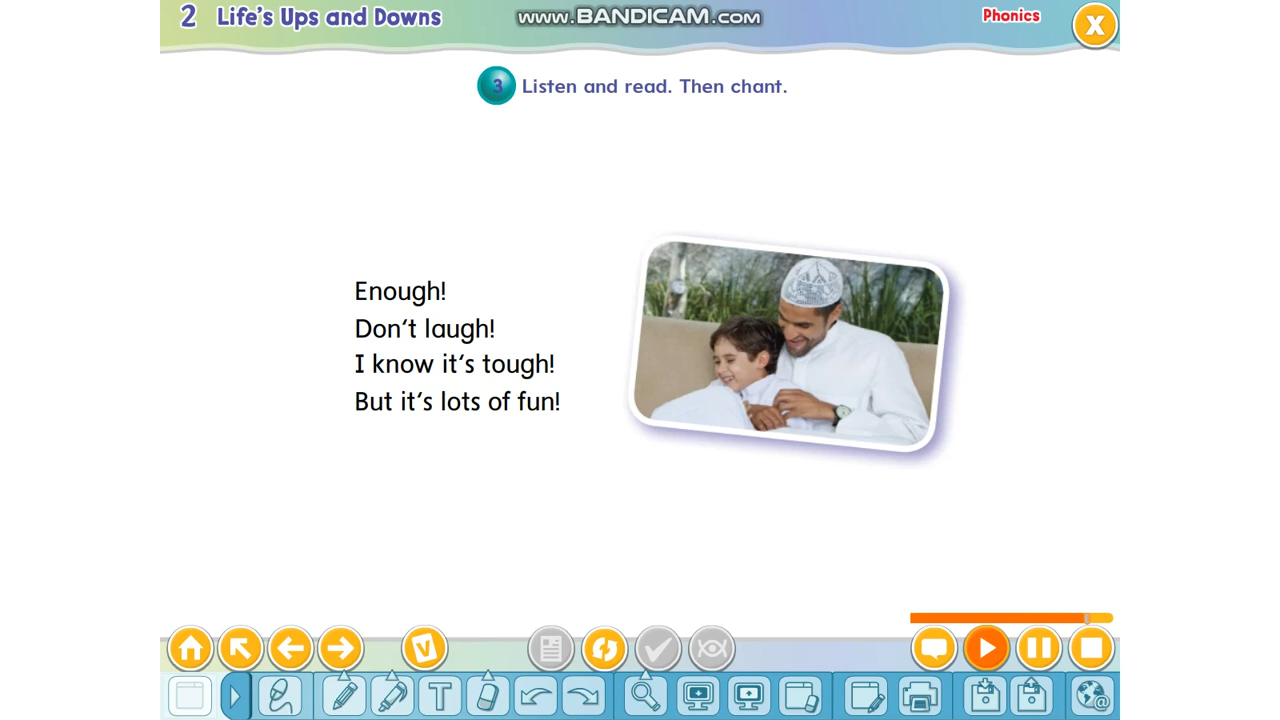 2 Life's Ups and Downs
www.BANDICAM.com
Phonics
X
3 Listen and read. Then chant.
Enough!
Don't laugh!
I know it's tough!
But it's lots of fun!
V
T
@